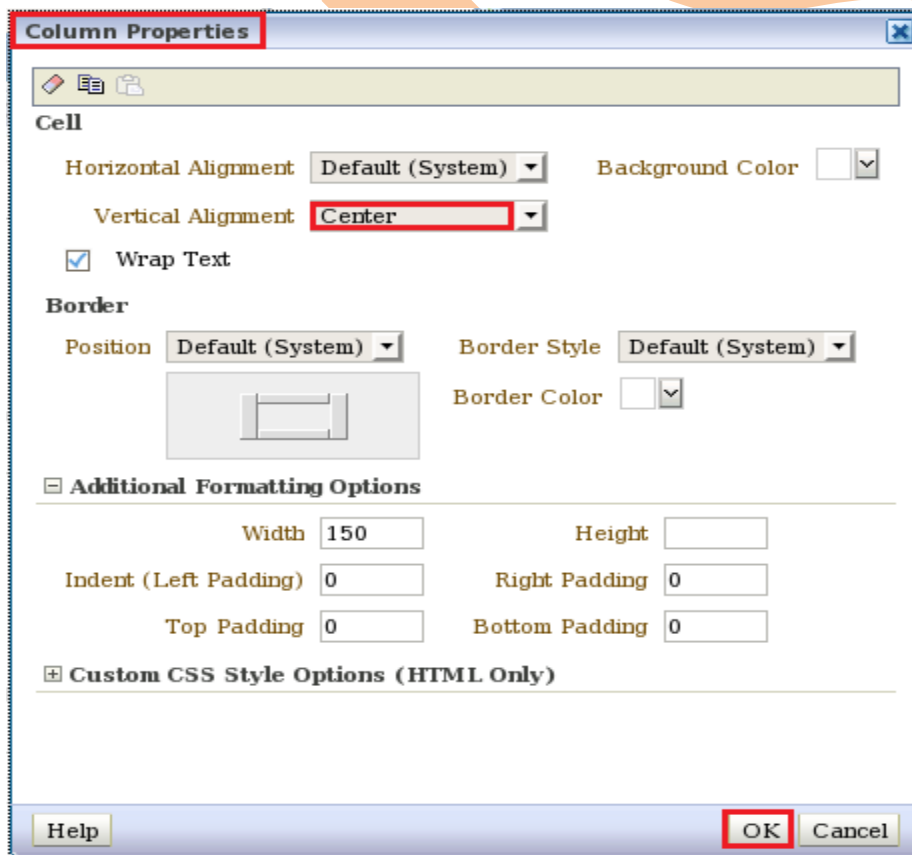 Column Properties
Cell
Horizontal Alignment Default (System) Background Color
Vertical Alignment Center
Wrap Text
Border
Position Default (System) Border Style Default (System)
Border Color
Additional Formatting Options
Width 150 Height
Indent (Left Padding) 0 Right Padding 0
Top Padding 0 Bottom Padding 0
Custom CSS Style Options (HTML Only)
Help OK Cancel